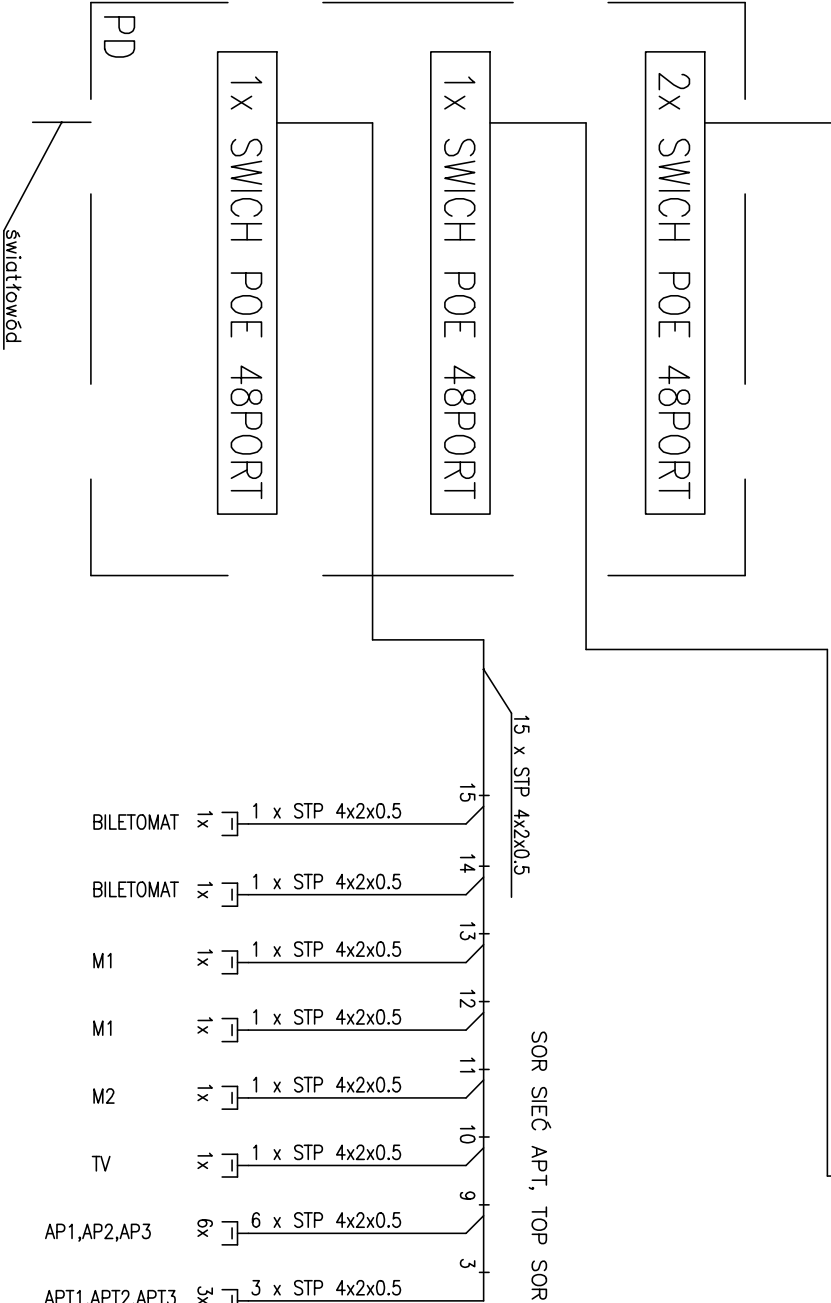 PD
1x SWICH POE 48PORT
1x SWICH POE 48PORT
2x SWICH POE 48PORT
światłowód
15 x STP 4x2x0.5
SOR SIEĆ APT, TOP SOR
15
BILETOMAT 1x 1 x STP 4x2x0.5
14
BILETOMAT 1x 1 x STP 4x2x0.5
13
M1 1x 1 x STP 4x2x0.5
12
M1 1x 1 x STP 4x2x0.5
11
M2 1x 1 x STP 4x2x0.5
10
TV 1x 1 x STP 4x2x0.5
9
AP1,AP2,AP3 6x 6 x STP 4x2x0.5
3
APT1,APT2,APT3 3x 3 x STP 4x2x0.5